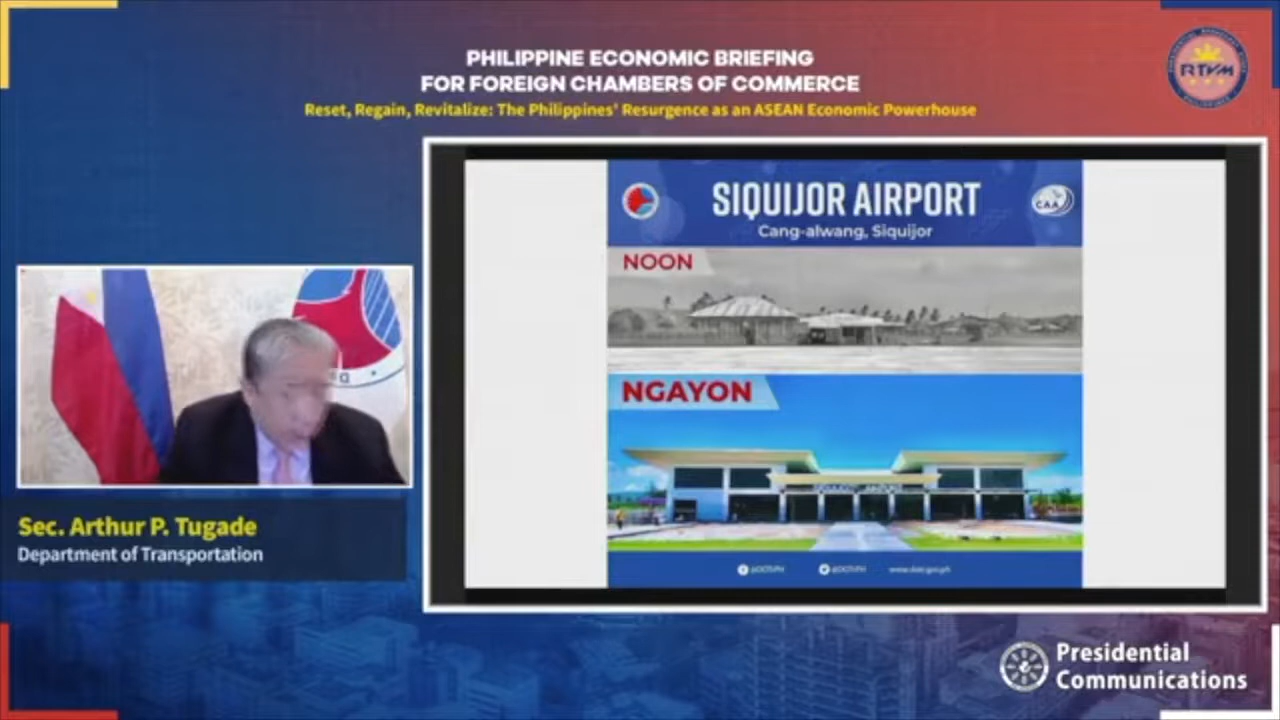 PHILIPPINE ECONOMIC BRIEFING
FOR FOREIGN CHAMBERS OF COMMERCE
Reset, Regain, Revitalize: The Philippines' Resurgence as an ASEAN Economic Powerhouse
RTVM
SIQUIJOR AIRPORT
CAAP
Cang-alwang, Siquijor
NOON
NGAYON
Sec. Arthur P. Tugade
Department of Transportation
Presidential
Communications